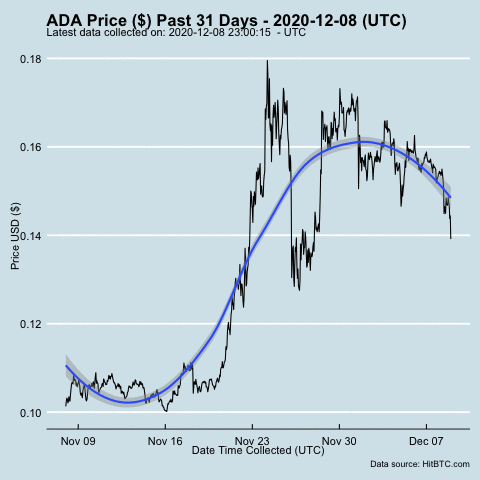 ADA Price ($) Past 31 Days - 2020-12-08 (UTC)
Latest data collected on: 2020-12-08 23:00:15 - UTC
0.18
0.16
0.14
0.12
0.10
Price USD ($)
Nov 09 Nov 16 Nov 23 Nov 30 Dec 07
Date Time Collected (UTC)
Data source: HitBTC.com